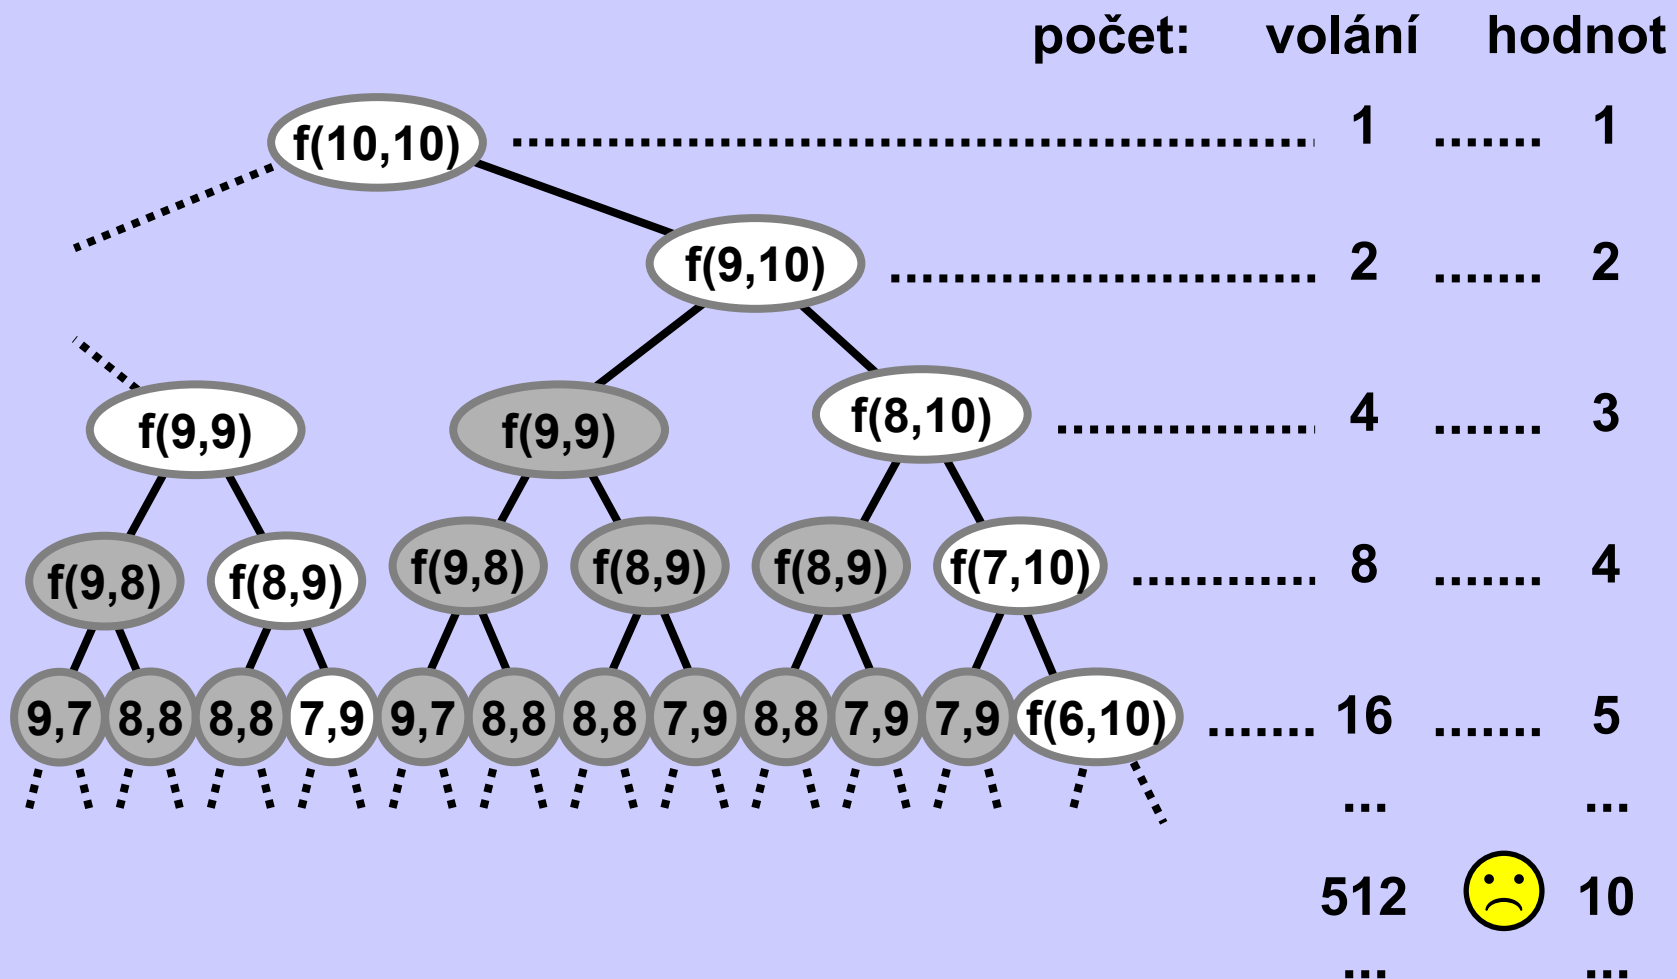 počet: volání hodnot
f(10,10) ........ 1 ....... 1
f(9,10) ........ 2 ....... 2
f(9,9) f(9,9) f(8,10) ........ 4 ....... 3
f(9,8) f(8,9) f(9,8) f(8,9) f(8,9) f(7,10) ........ 8 ....... 4
9,7 8,8 8,8 7,9 9,7 8,8 8,8 7,9 8,8 7,9 7,9 f(6,10) ....... 16 ....... 5
... ...
512 10
... ...